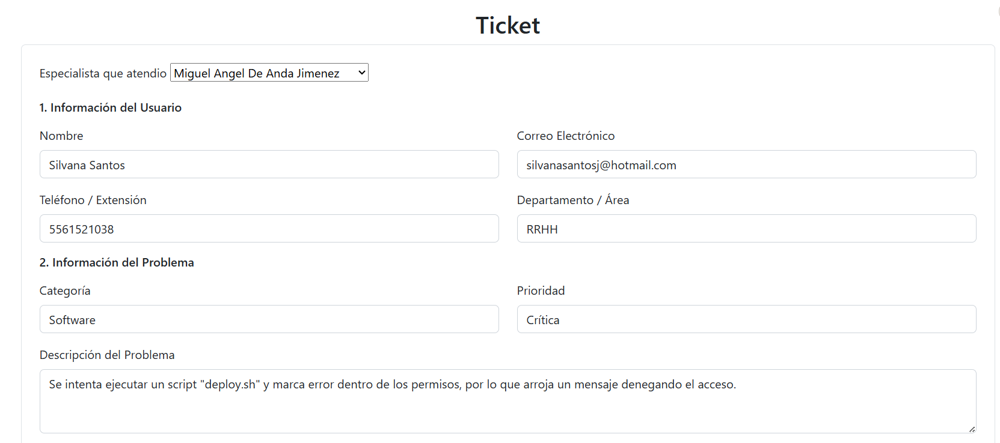 Ticket
Especialista que atendio Miguel Angel De Anda Jimenez
1. Información del Usuario
Nombre
Correo Electrónico
Silvana Santos
silvanasantosj@hotmail.com
Teléfono / Extensión
Departamento / Área
5561521038
RRHH
2. Información del Problema
Categoría
Prioridad
Software
Crítica
Descripción del Problema
Se intenta ejecutar un script "deploy.sh" y marca error dentro de los permisos, por lo que arroja un mensaje denegando el acceso.